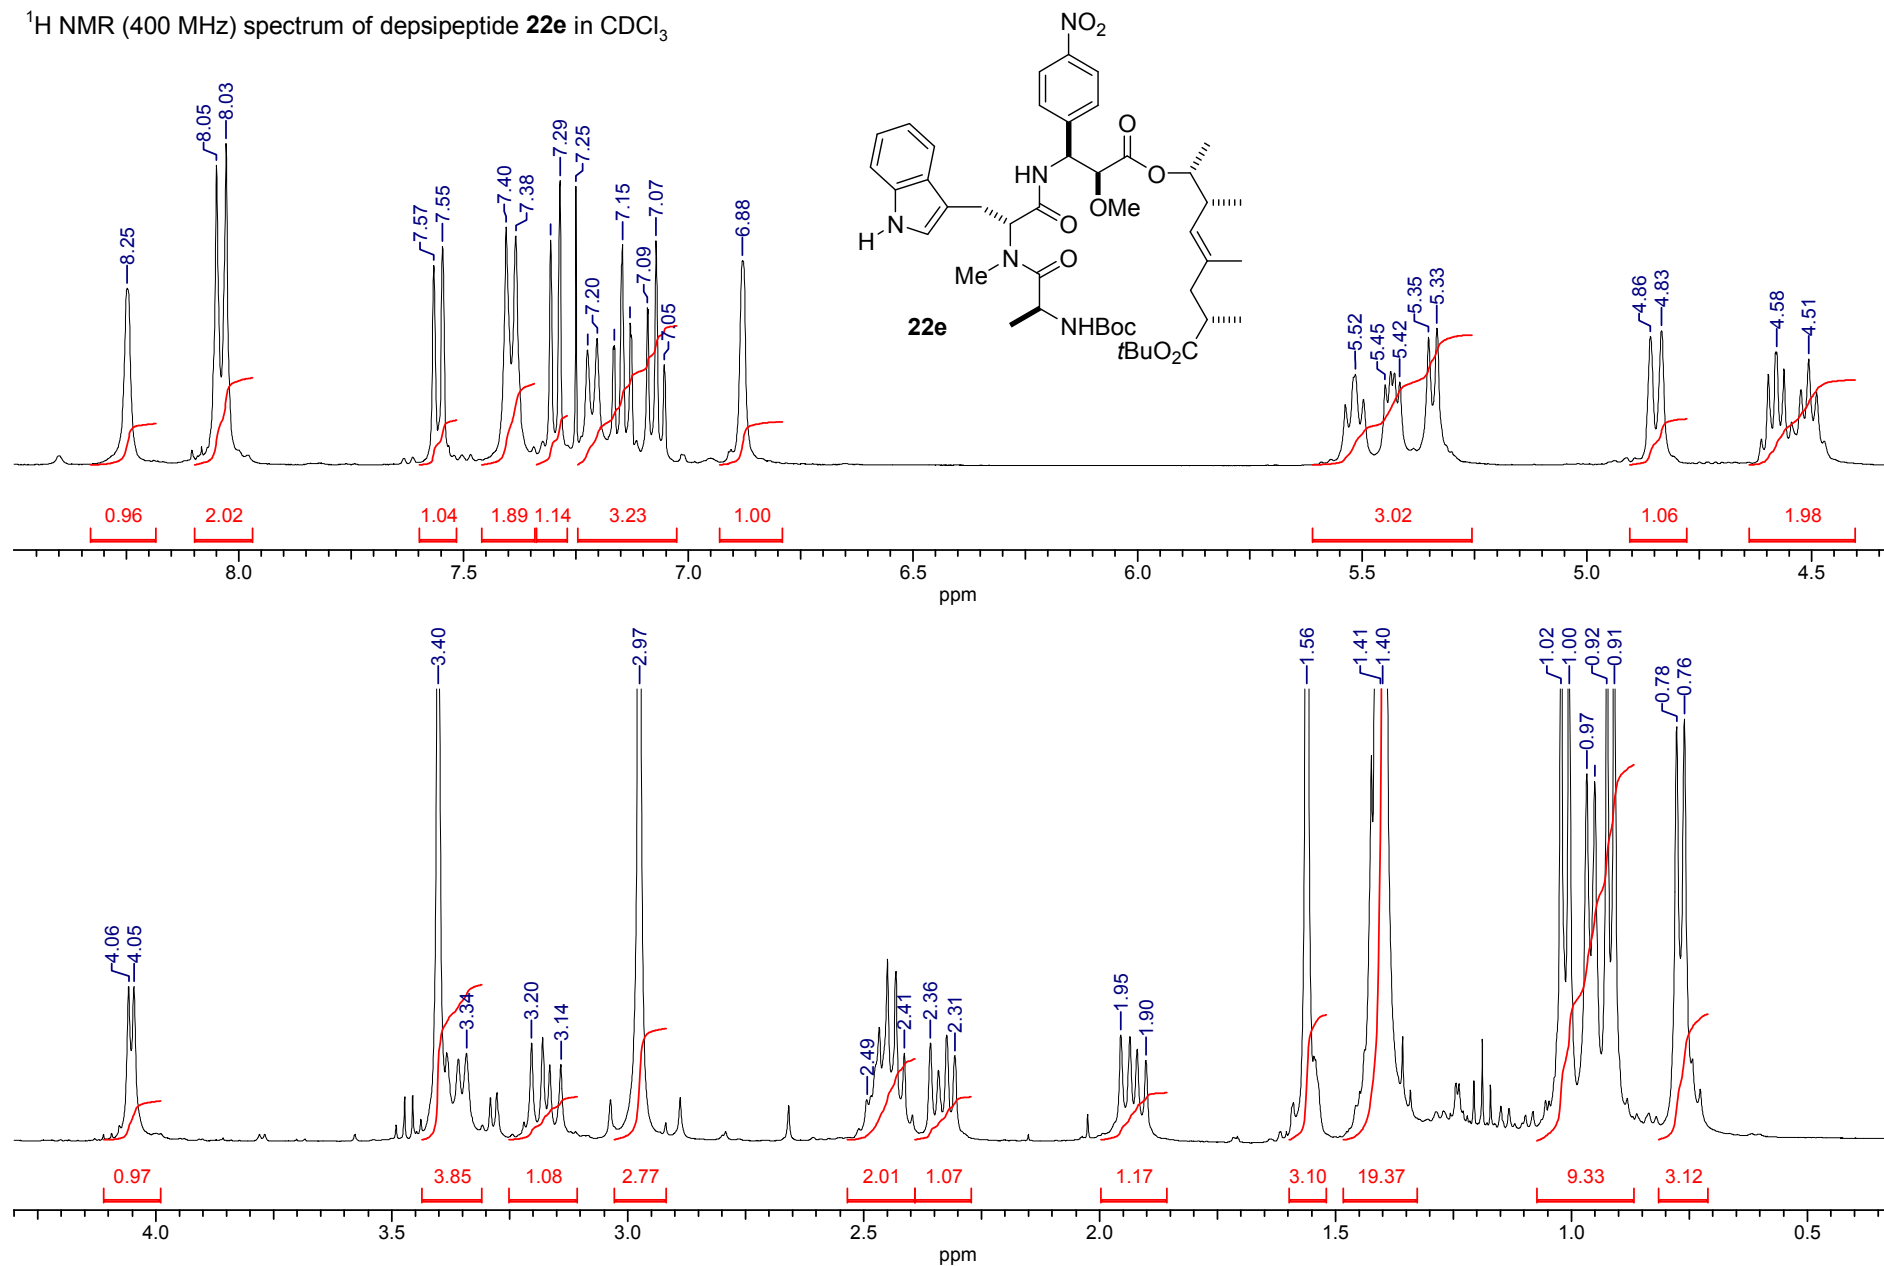 1H NMR (400 MHz) spectrum of depsipeptide 22e in CDCl3
NO2
O
O
HN
OMe
O
N
H
N
Me
O
NHBoc
22e
tBuO2C
8.25
8.05
8.03
7.57
7.55
7.40
7.38
7.29
7.25
7.20
7.15
7.09
7.07
7.05
6.88
5.52
5.45
5.42
5.35
5.33
4.86
4.83
4.58
4.51
0.96 2.02 1.04 1.89 1.14 3.23 1.00 3.02 1.06 1.98
8.0 7.5 7.0 6.5 6.0 5.5 5.0 4.5
ppm
4.06
4.05
3.40
3.34
3.20
3.14
2.97
2.49
2.41
2.36
2.31
1.95
1.90
1.56
1.41
1.40
1.02
1.00
0.97
0.92
0.91
0.78
0.76
0.97 3.85 1.08 2.77 2.01 1.07 1.17 3.10 19.37 9.33 3.12
4.0 3.5 3.0 2.5 2.0 1.5 1.0 0.5
ppm